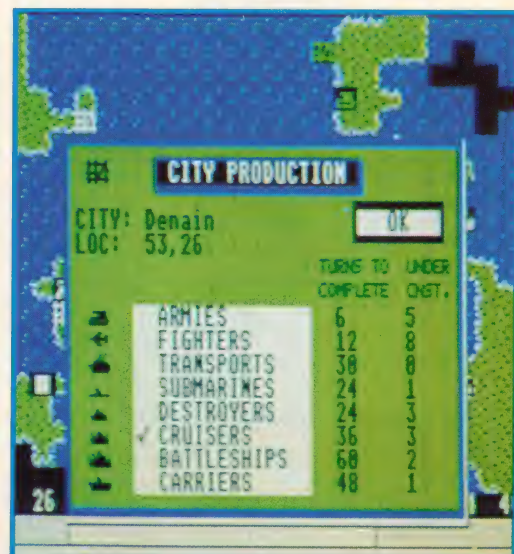 CITY PRODUCTION
CITY: Denain
OK
LOC: 53,26
TURNS TO UNDER
COMPLETE CNST.
ARMIES 6 5
FIGHTERS 12 8
TRANSPORTS 30 0
SUBMARINES 24 1
DESTROYERS 24 3
✓ CRUISERS 36 3
BATTLESHIPS 60 2
CARRIERS 48 1
26
4